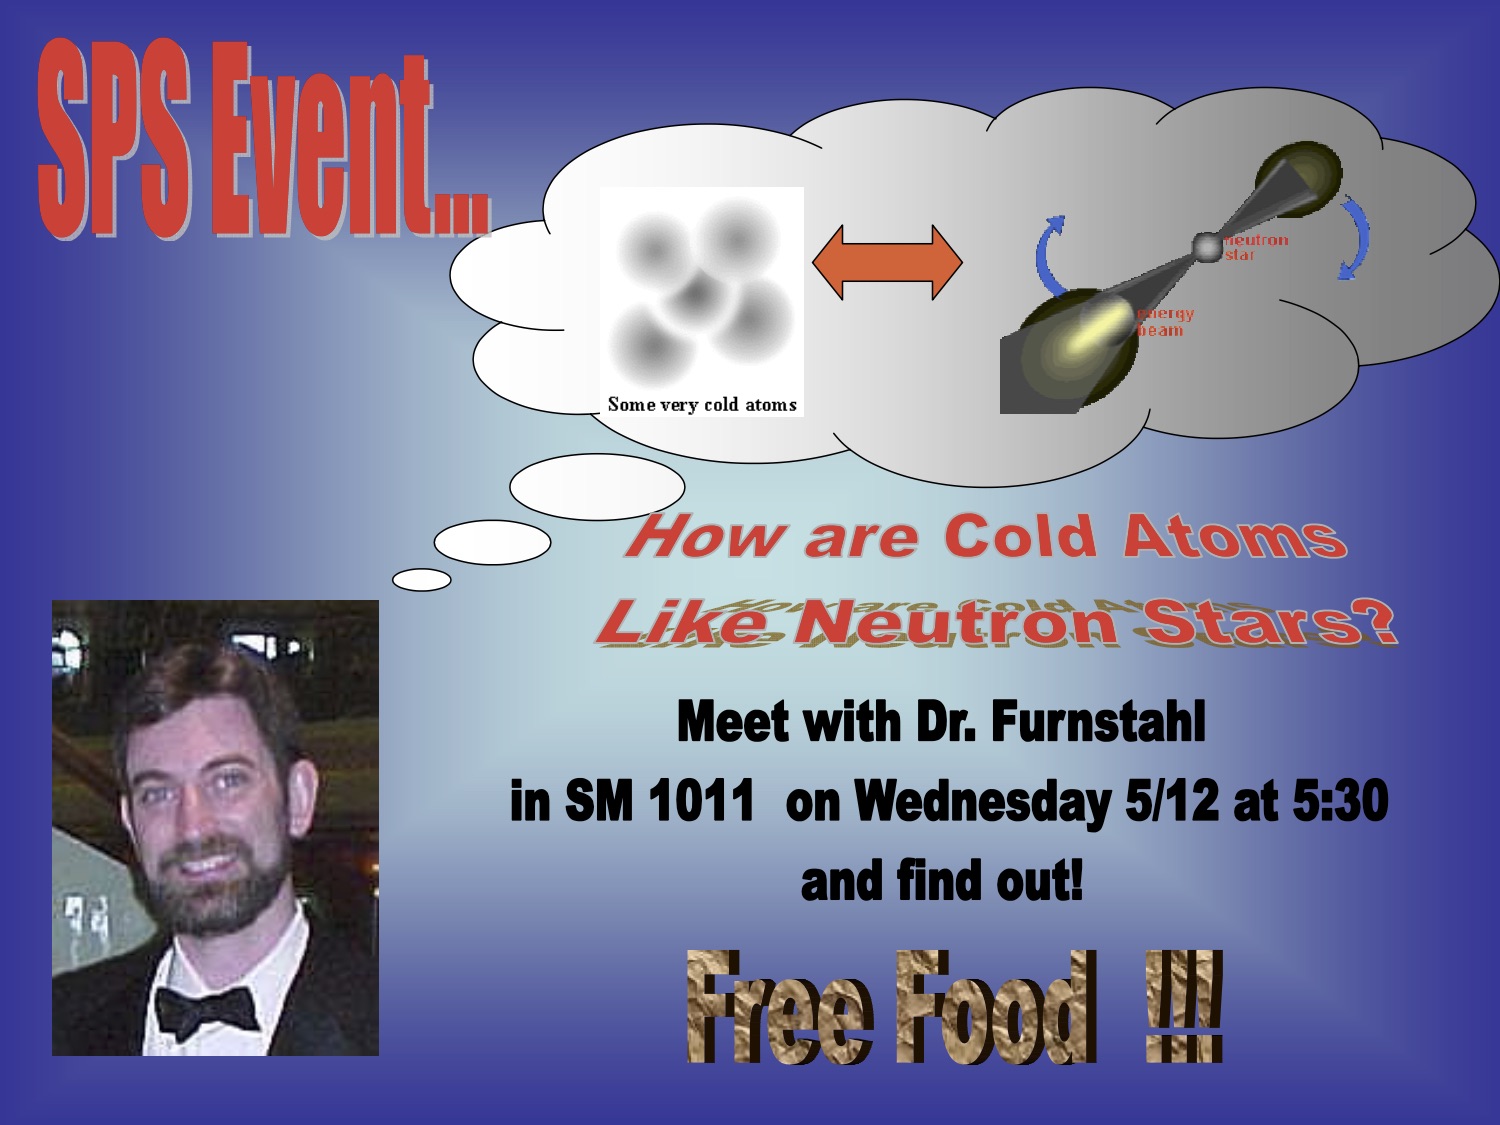 SPS Event...
neutron
star
energy
beam
Some very cold atoms
How are Cold Atoms
Like Neutron Stars?
Meet with Dr. Furnstahl
in SM 1011 on Wednesday 5/12 at 5:30
and find out!
Free Food !!!